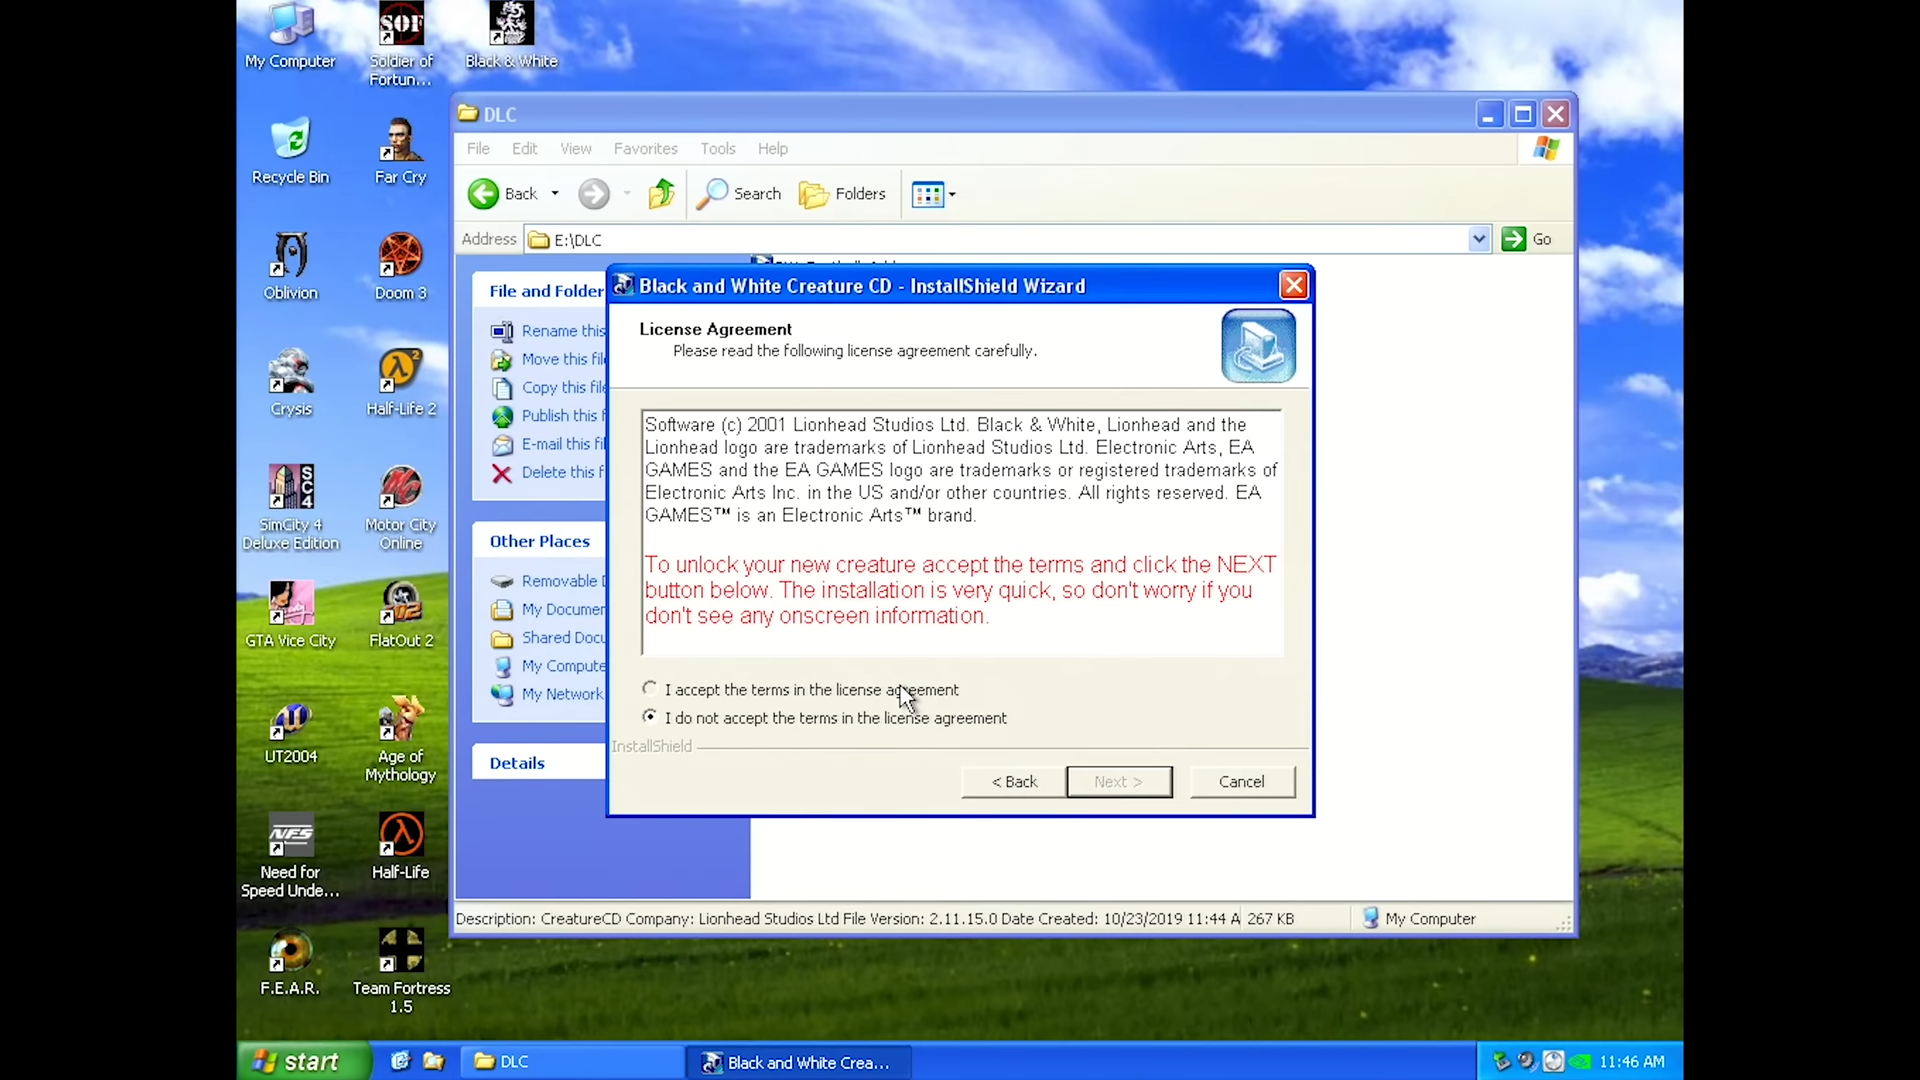 My Computer
Soldier of
Fortun...
Black & White
Recycle Bin
Far Cry
Oblivion
Doom 3
Crysis
Half-Life 2
SimCity 4
Deluxe Edition
Motor City
Online
GTA Vice City
FlatOut 2
UT2004
Age of
Mythology
Need for
Speed Unde...
Half-Life
F.E.A.R.
Team Fortress
1.5
DLC
File Edit View Favorites Tools Help
Back Search Folders
Address E:\DLC Go
File and Folder
Rename this
Move this file
Copy this file
Publish this f
E-mail this fil
Delete this f
Other Places
Removable D
My Documen
Shared Docu
My Compute
My Network
Details
Black and White Creature CD - InstallShield Wizard
License Agreement
Please read the following license agreement carefully.
Software (c) 2001 Lionhead Studios Ltd. Black & White, Lionhead and the
Lionhead logo are trademarks of Lionhead Studios Ltd. Electronic Arts, EA
GAMES and the EA GAMES logo are trademarks or registered trademarks of
Electronic Arts Inc. in the US and/or other countries. All rights reserved. EA
GAMES™ is an Electronic Arts™ brand.
To unlock your new creature accept the terms and click the NEXT
button below. The installation is very quick, so don't worry if you
don't see any onscreen information.
I accept the terms in the license agreement
I do not accept the terms in the license agreement
InstallShield
< Back Next > Cancel
Description: CreatureCD Company: Lionhead Studios Ltd File Version: 2.11.15.0 Date Created: 10/23/2019 11:44 A 267 KB My Computer
start DLC Black and White Crea... 11:46 AM